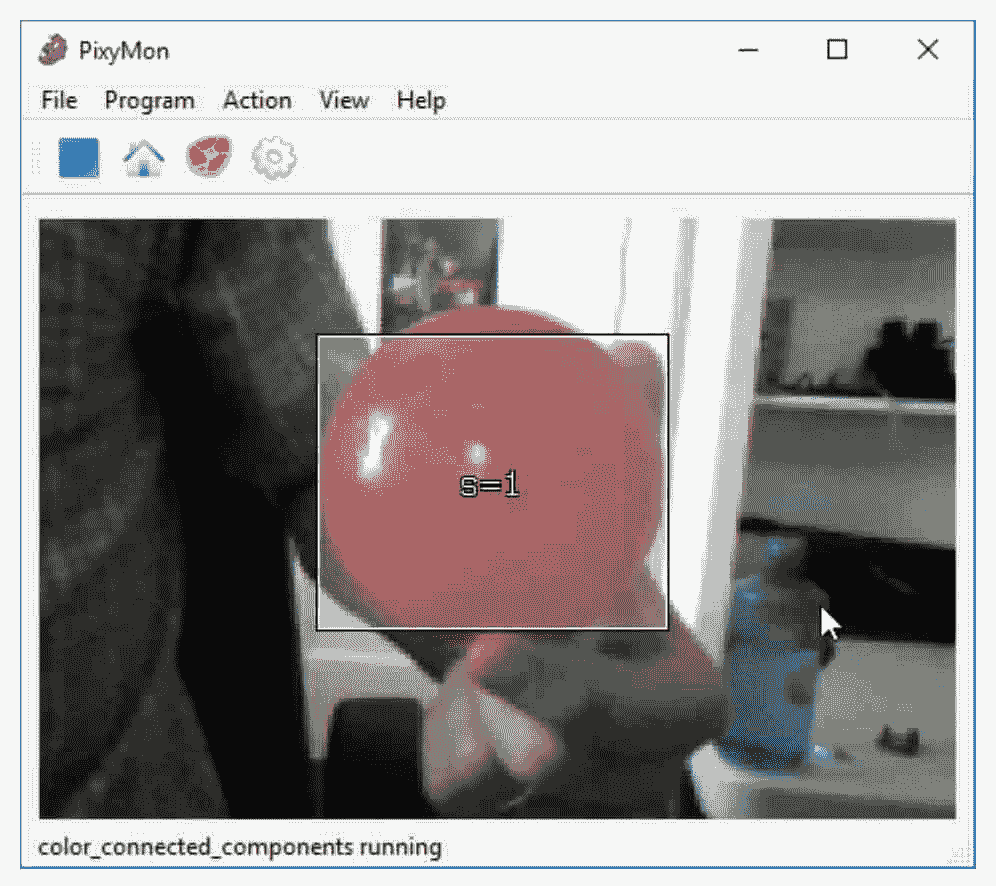 PixyMon
File Program Action View Help
s=1
color_connected_components running